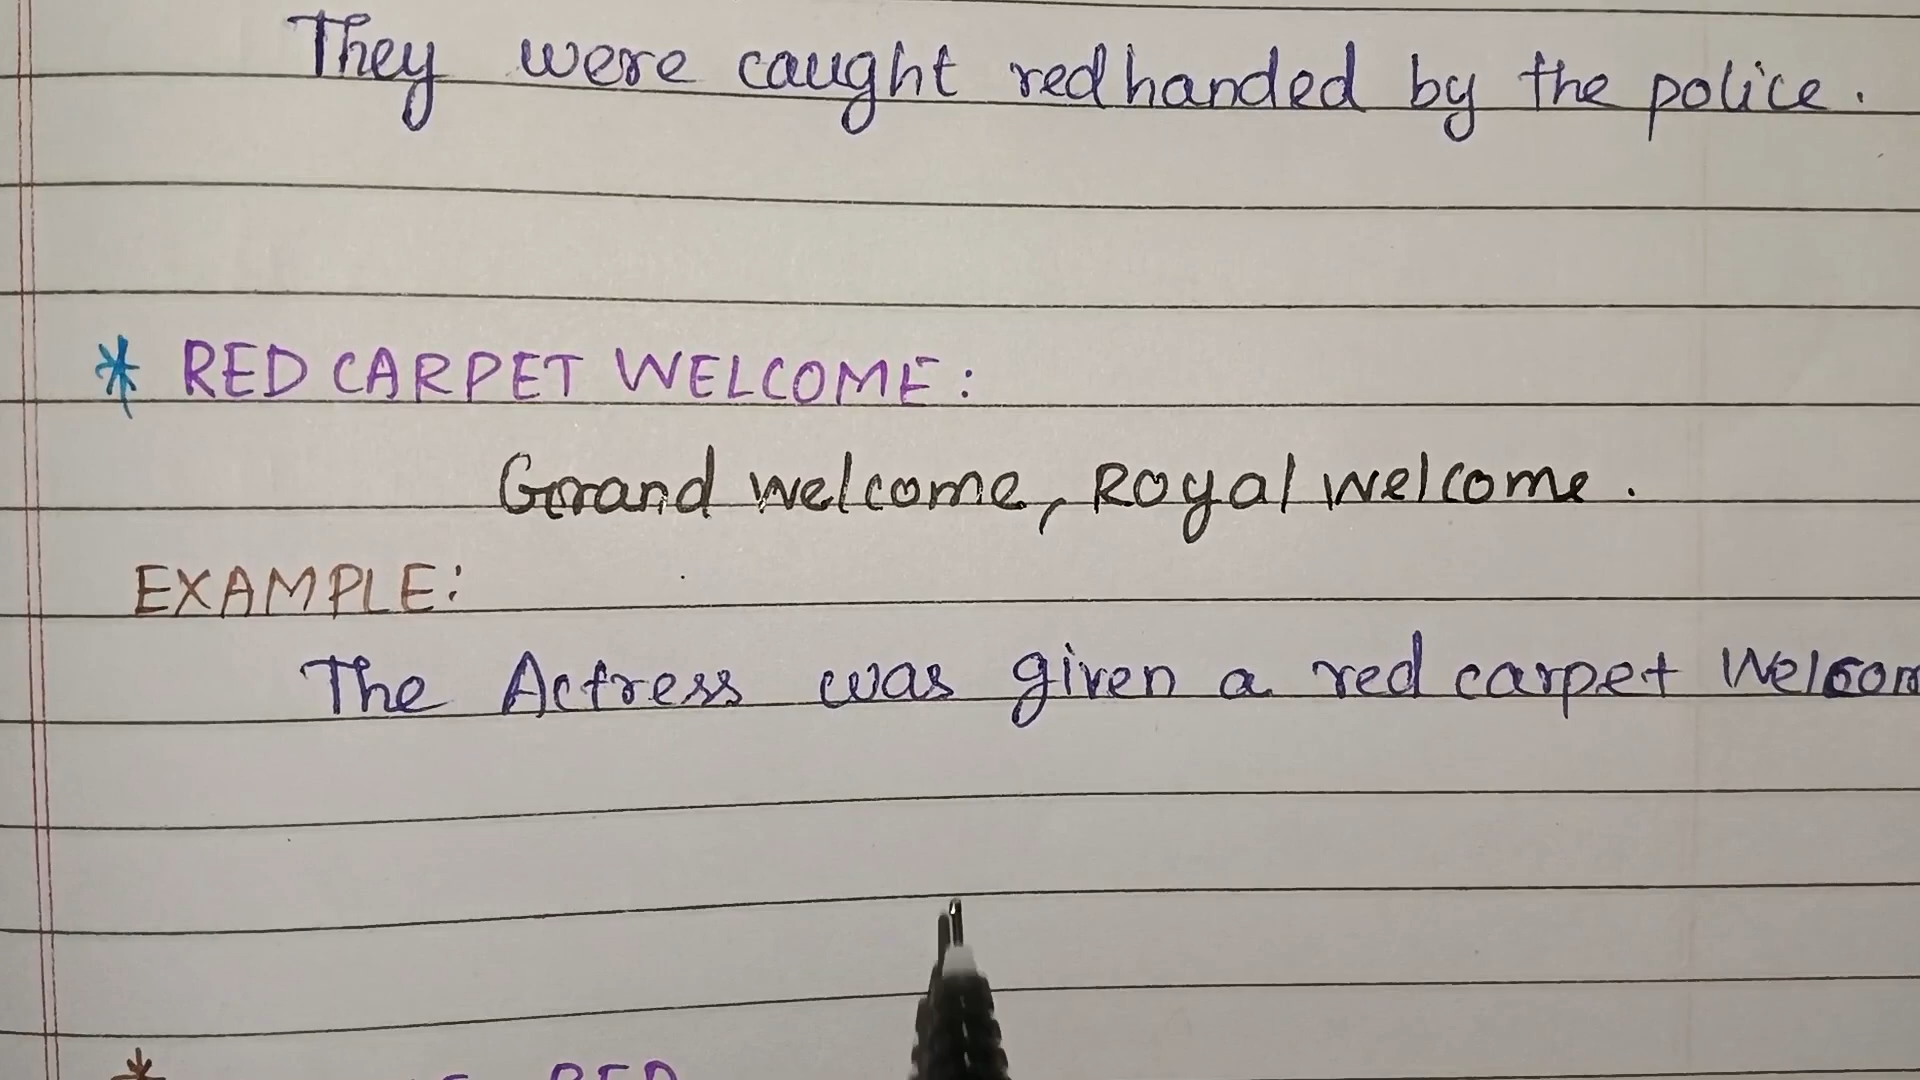 They were caught redhanded by the police.
* RED CARPET WELCOME:
Grand welcome, Royal welcome.
EXAMPLE:
The Actress was given a red carpet
* RED